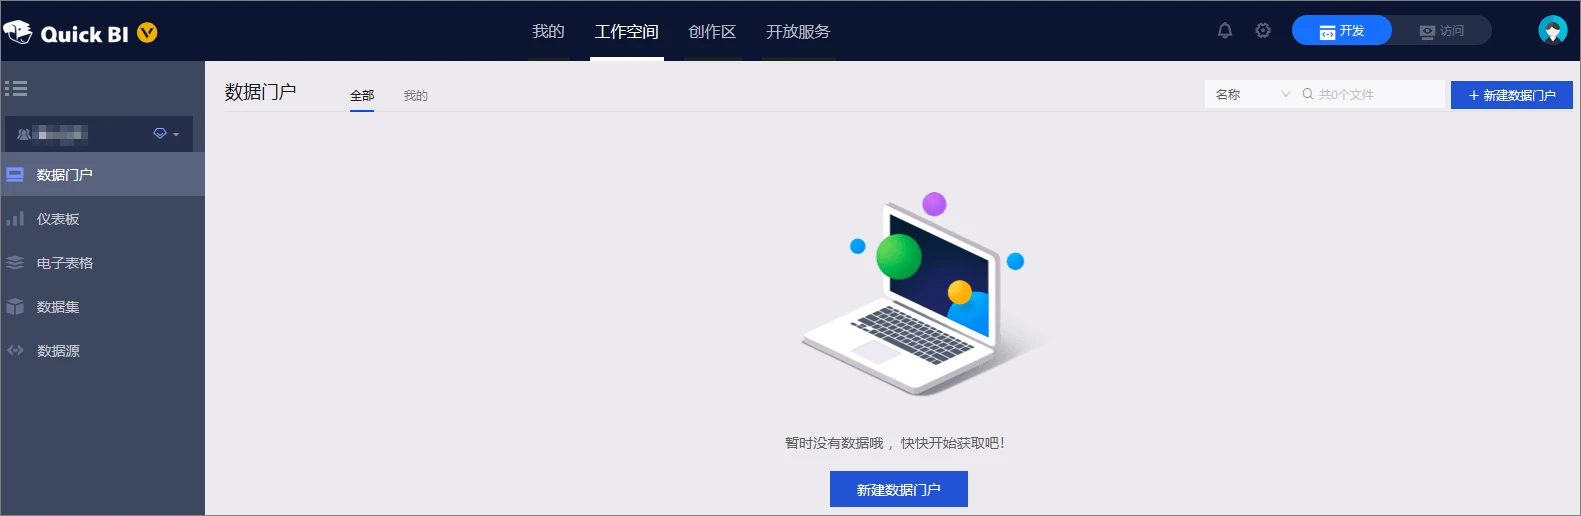 Quick BI
我的 工作空间 创作区 开放服务
开发 访问
数据门户 全部 我的
名称 共0个文件
+ 新建数据门户
数据门户
仪表板
电子表格
数据集
数据源
暂时没有数据哦，快快开始获取吧！
新建数据门户